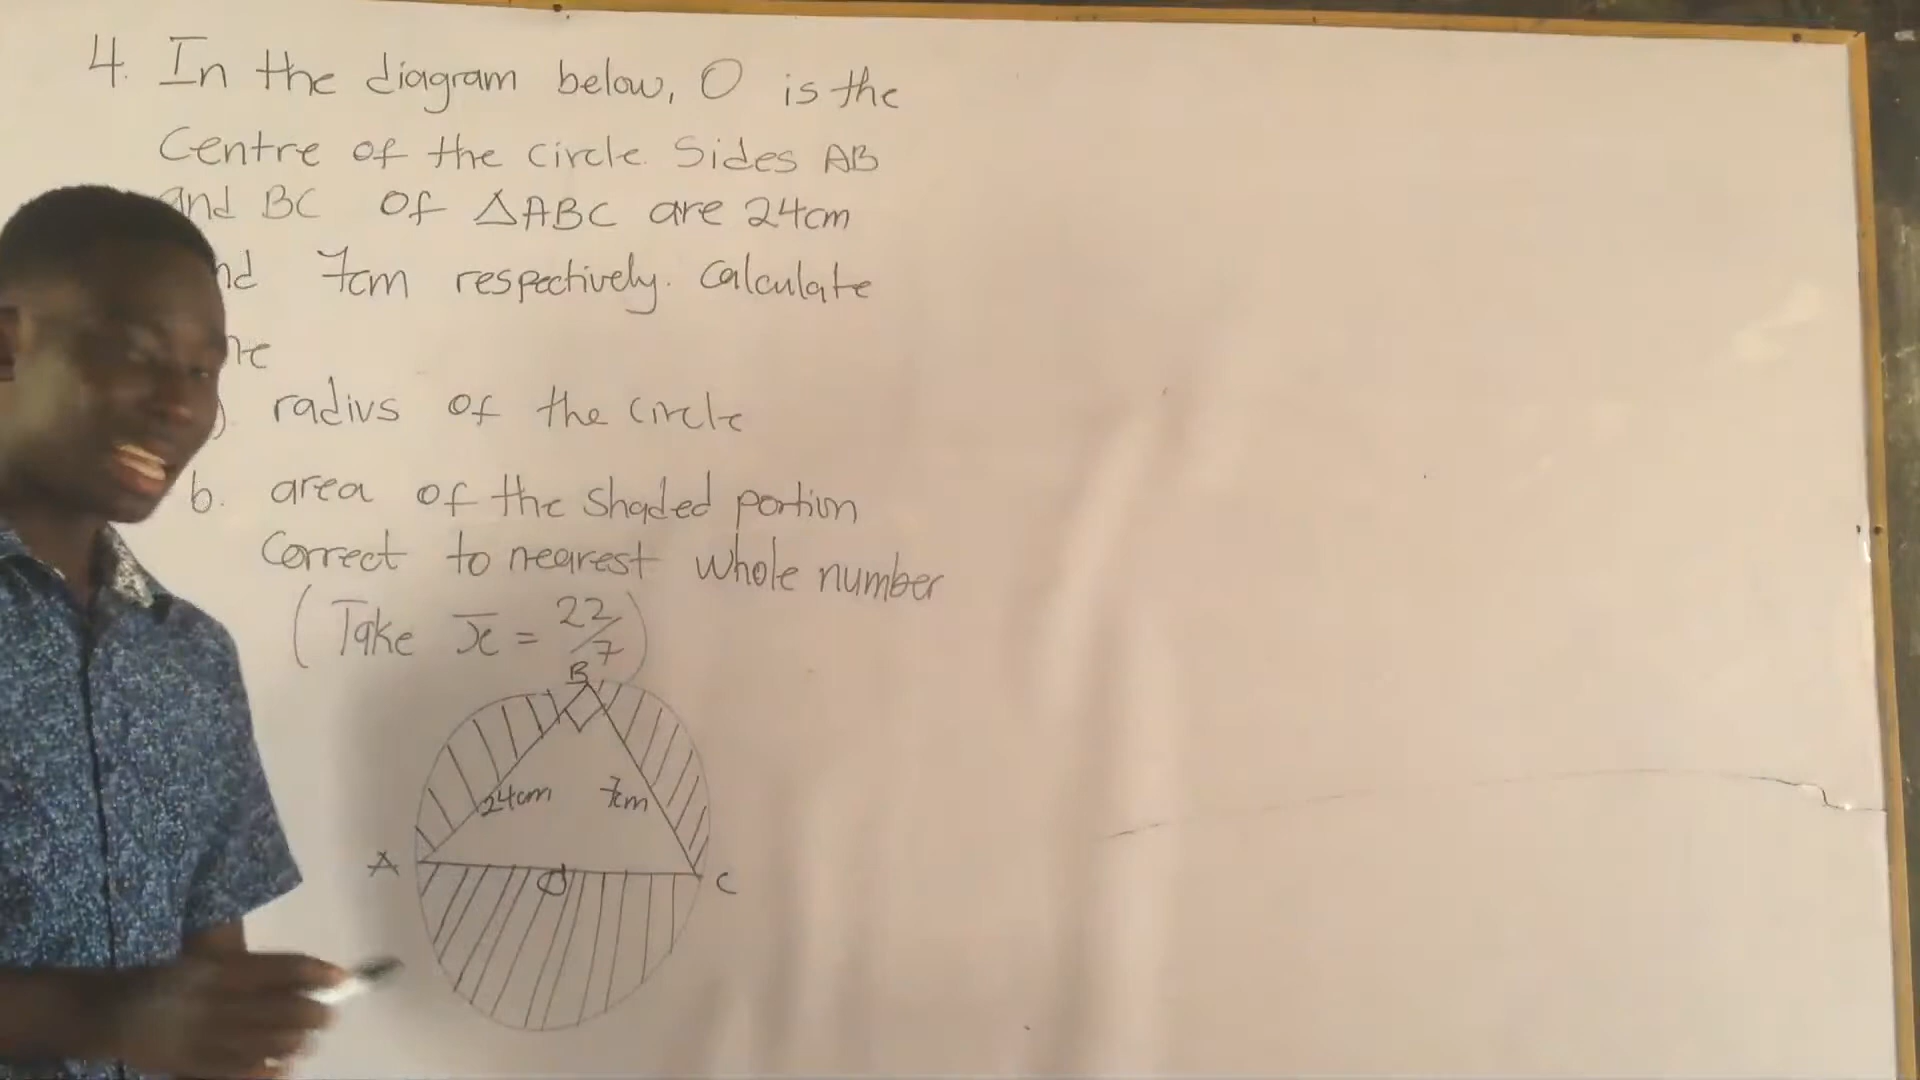 4. In the diagram below, O is the
Centre of the circle. Sides AB
and BC of △ABC are 24cm
nd 7cm respectively. Calculate
he
). radius of the circle
b. area of the shaded portion
Correct to nearest whole number
(Take π = 22/7)
B
24cm 7cm
A O C